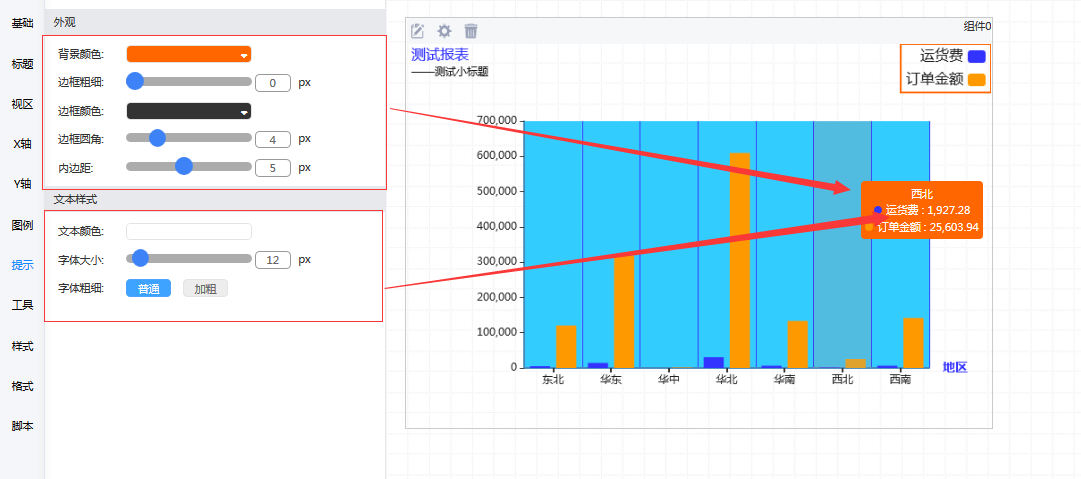 基础
标题
视区
X轴
Y轴
图例
提示
工具
样式
格式
脚本
外观
背景颜色:
边框粗细: 0 px
边框颜色:
边框圆角: 4 px
内边距: 5 px
文本样式
文本颜色:
字体大小: 12 px
字体粗细: 普通 加粗
组件0
测试报表
——测试小标题
运货费
订单金额
700,000
600,000
500,000
400,000
300,000
200,000
100,000
0
东北 华东 华中 华北 华南 西北 西南
地区
西北
运货费 : 1,927.28
订单金额 : 25,603.94